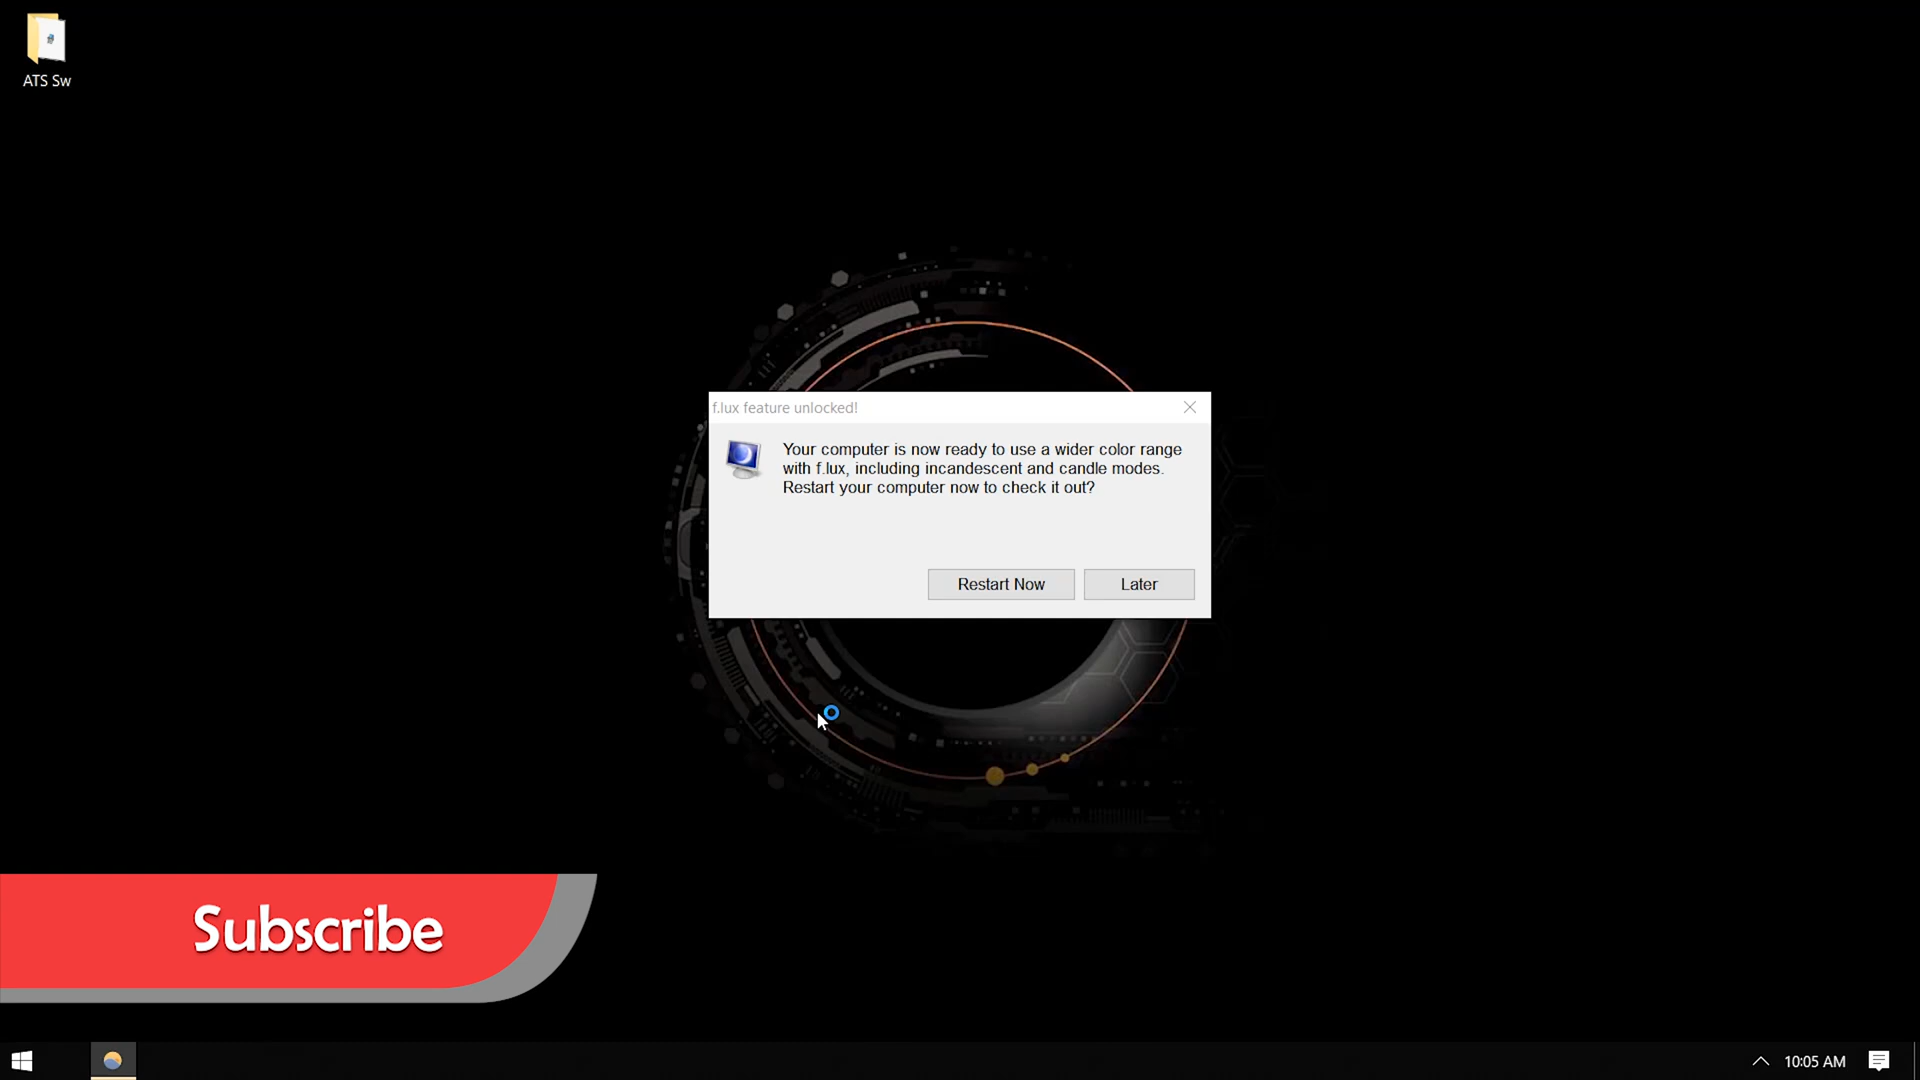 ATS Sw
f.lux feature unlocked!
Your computer is now ready to use a wider color range
with f.lux, including incandescent and candle modes.
Restart your computer now to check it out?
Restart Now
Later
Subscribe
10:05 AM